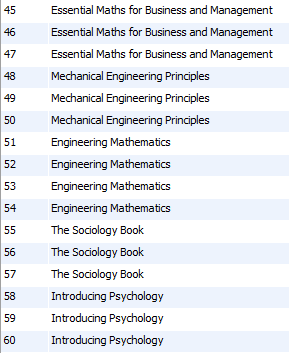 45 Essential Maths for Business and Management
46 Essential Maths for Business and Management
47 Essential Maths for Business and Management
48 Mechanical Engineering Principles
49 Mechanical Engineering Principles
50 Mechanical Engineering Principles
51 Engineering Mathematics
52 Engineering Mathematics
53 Engineering Mathematics
54 Engineering Mathematics
55 The Sociology Book
56 The Sociology Book
57 The Sociology Book
58 Introducing Psychology
59 Introducing Psychology
60 Introducing Psychology